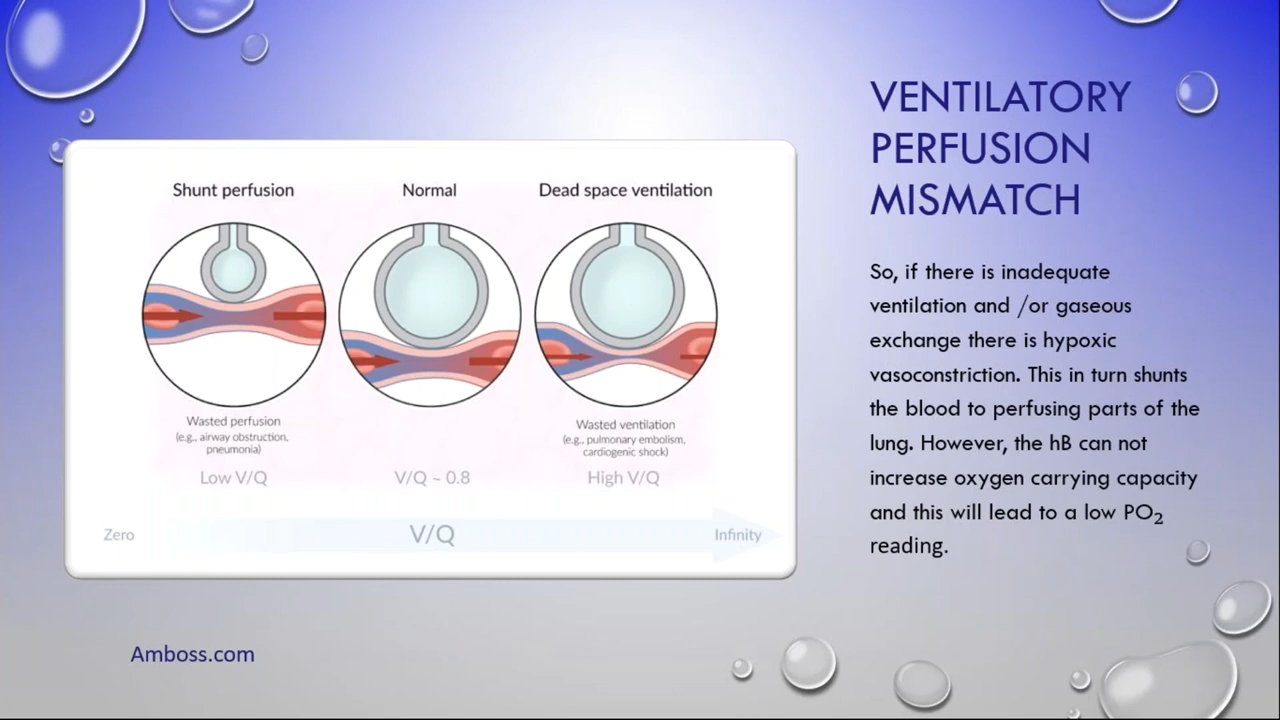 VENTILATORY
PERFUSION
MISMATCH
Shunt perfusion
Normal
Dead space ventilation
Wasted perfusion
(e.g., airway obstruction,
pneumonia)
Low V/Q
V/Q ~ 0.8
Wasted ventilation
(e.g., pulmonary embolism,
cardiogenic shock)
High V/Q
Zero
V/Q
Infinity
So, if there is inadequate
ventilation and /or gaseous
exchange there is hypoxic
vasoconstriction. This in turn shunts
the blood to perfusing parts of the
lung. However, the hB can not
increase oxygen carrying capacity
and this will lead to a low PO₂
reading.
Amboss.com